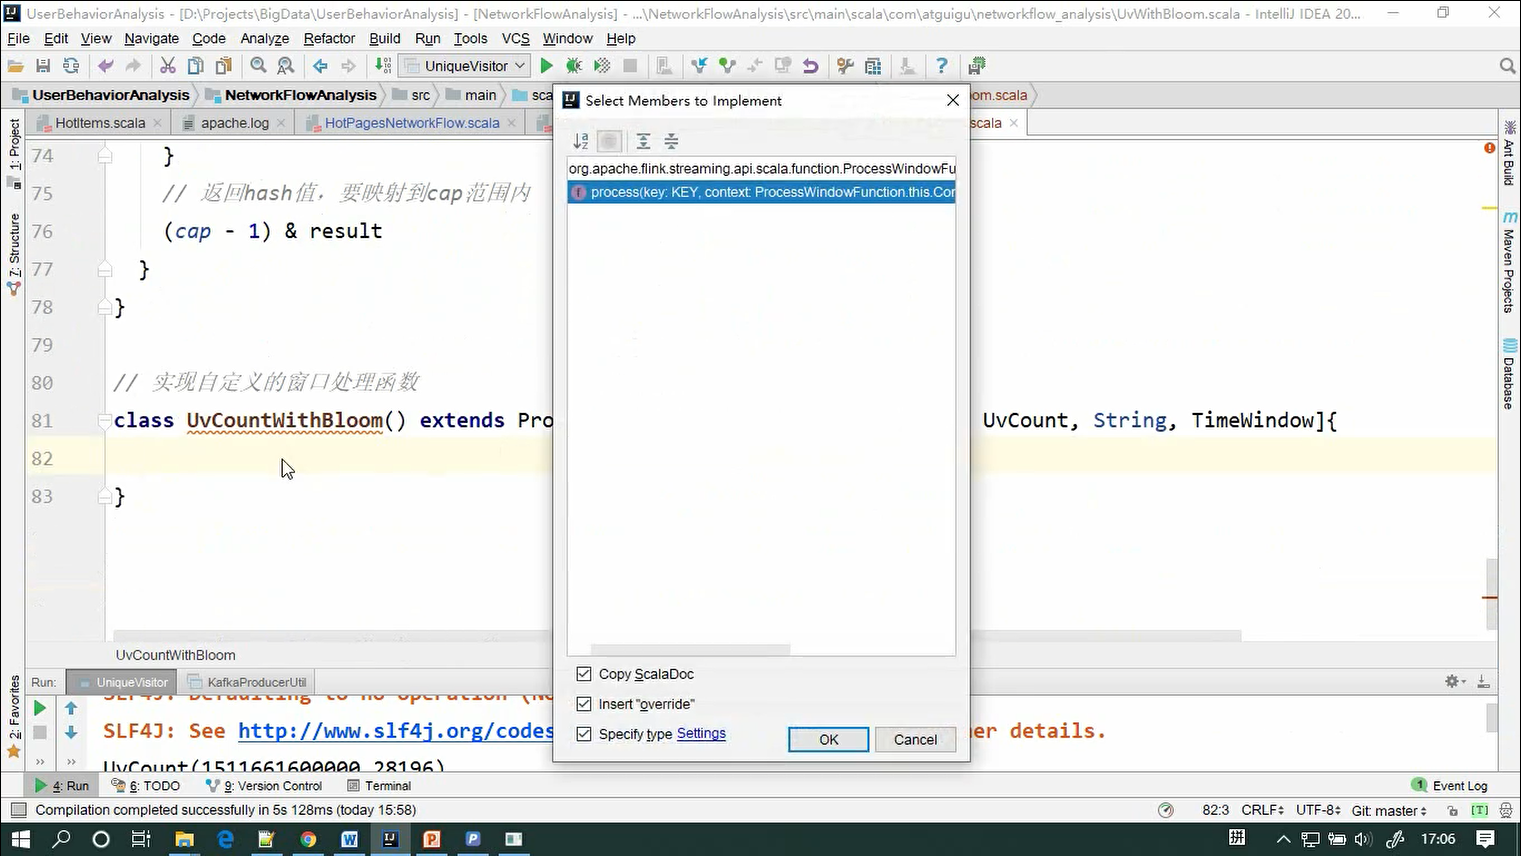 UserBehaviorAnalysis - [D:\Projects\BigData\UserBehaviorAnalysis] - [NetworkFlowAnalysis] - ...\NetworkFlowAnalysis\src\main\scala\com\atguigu\networkflow_analysis\UvWithBloom.scala - IntelliJ IDEA 20...
File Edit View Navigate Code Analyze Refactor Build Run Tools VCS Window Help
UniqueVisitor
UserBehaviorAnalysis NetworkFlowAnalysis src main sca
om.scala
Select Members to Implement
HotItems.scala apache.log HotPagesNetworkFlow.scala
scala
1: Project
7: Structure
2: Favorites
Ant Build
Maven Projects
Database
org.apache.flink.streaming.api.scala.function.ProcessWindowFu
process(key: KEY, context: ProcessWindowFunction.this.Con
74 }
75 // 返回hash值，要映射到cap范围内
76 (cap - 1) & result
77 }
78 }
79
80 // 实现自定义的窗口处理函数
81 class UvCountWithBloom() extends Pro UvCount, String, TimeWindow]{
82
83 }
UvCountWithBloom
Copy ScalaDoc
Insert "override"
Specify type Settings
OK Cancel
Run: UniqueVisitor KafkaProducerUtil
SLF4J: Defaulting to no operation (N
SLF4J: See http://www.slf4j.org/codes er details.
UvCount(1511661600000,28196)
4: Run 6: TODO 9: Version Control Terminal 1 Event Log
Compilation completed successfully in 5s 128ms (today 15:58) 82:3 CRLF UTF-8 Git: master [T]
拼 17:06